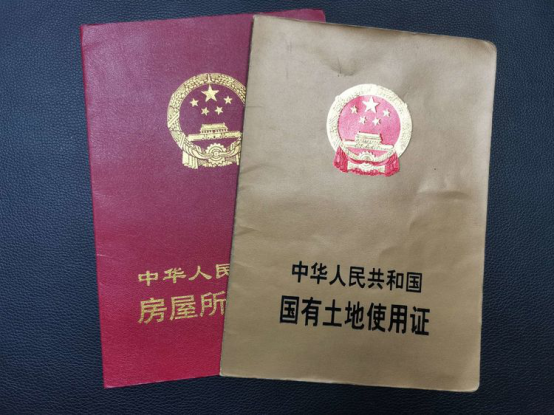 中华人民
房屋所
中华人民共和国
国有土地使用证